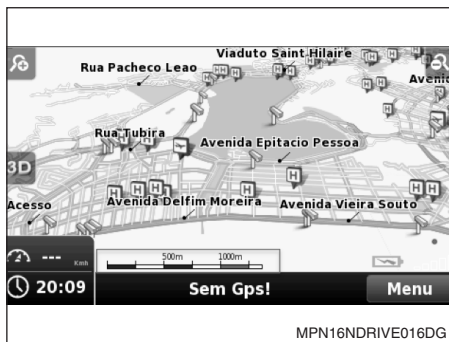 Viaduto Saint Hilaire
Rua Pacheco Leao
Rua Tubira
Avenida Epitacio Pessoa
3D
Acesso
Avenida Delfim Moreira
Avenida Vieira Souto
500m 1000m
--- Kmh
20:09
Sem Gps!
Menu
MPN16NDRIVE016DG